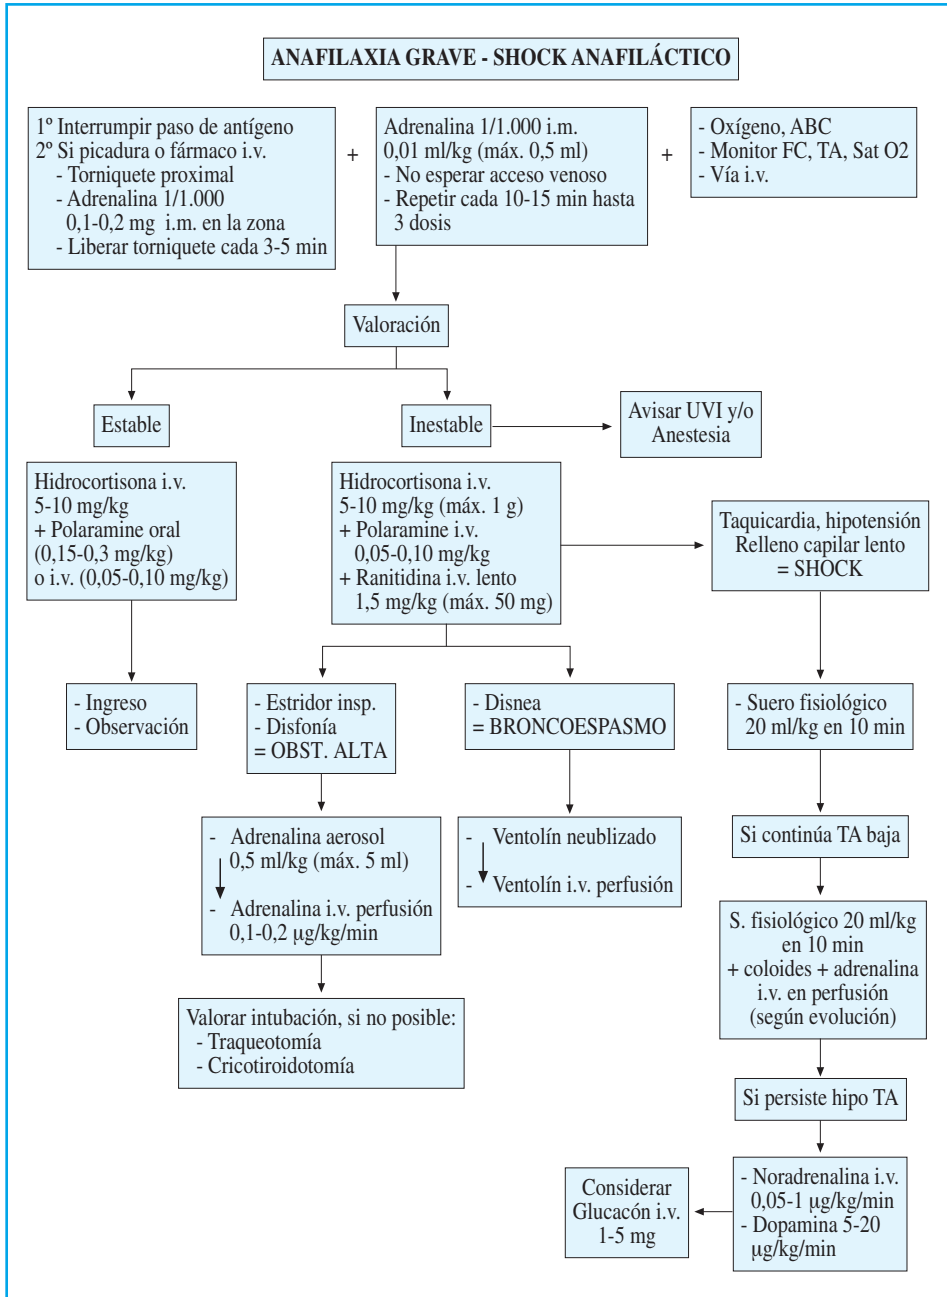 ANAFILAXIA GRAVE - SHOCK ANAFILÁCTICO
1º Interrumpir paso de antígeno
2º Si picadura o fármaco i.v.
- Torniquete proximal
- Adrenalina 1/1.000
0,1-0,2 mg i.m. en la zona
- Liberar torniquete cada 3-5 min
+
Adrenalina 1/1.000 i.m.
0,01 ml/kg (máx. 0,5 ml)
- No esperar acceso venoso
- Repetir cada 10-15 min hasta
3 dosis
+
- Oxígeno, ABC
- Monitor FC, TA, Sat O2
- Vía i.v.
Valoración
Estable
Inestable
Avisar UVI y/o
Anestesia
Hidrocortisona i.v.
5-10 mg/kg
+ Polaramine oral
(0,15-0,3 mg/kg)
o i.v. (0,05-0,10 mg/kg)
Hidrocortisona i.v.
5-10 mg/kg (máx. 1 g)
+ Polaramine i.v.
0,05-0,10 mg/kg
+ Ranitidina i.v. lento
1,5 mg/kg (máx. 50 mg)
Taquicardia, hipotensión
Relleno capilar lento
= SHOCK
- Ingreso
- Observación
- Estridor insp.
- Disfonía
= OBST. ALTA
- Disnea
= BRONCOESPASMO
- Suero fisiológico
20 ml/kg en 10 min
- Adrenalina aerosol
0,5 ml/kg (máx. 5 ml)
- Adrenalina i.v. perfusión
0,1-0,2 µg/kg/min
- Ventolín neublizado
- Ventolín i.v. perfusión
Si continúa TA baja
S. fisiológico 20 ml/kg
en 10 min
+ coloides + adrenalina
i.v. en perfusión
(según evolución)
Valorar intubación, si no posible:
- Traqueotomía
- Cricotiroidotomía
Si persiste hipo TA
- Noradrenalina i.v.
0,05-1 µg/kg/min
- Dopamina 5-20
µg/kg/min
Considerar
Glucacón i.v.
1-5 mg